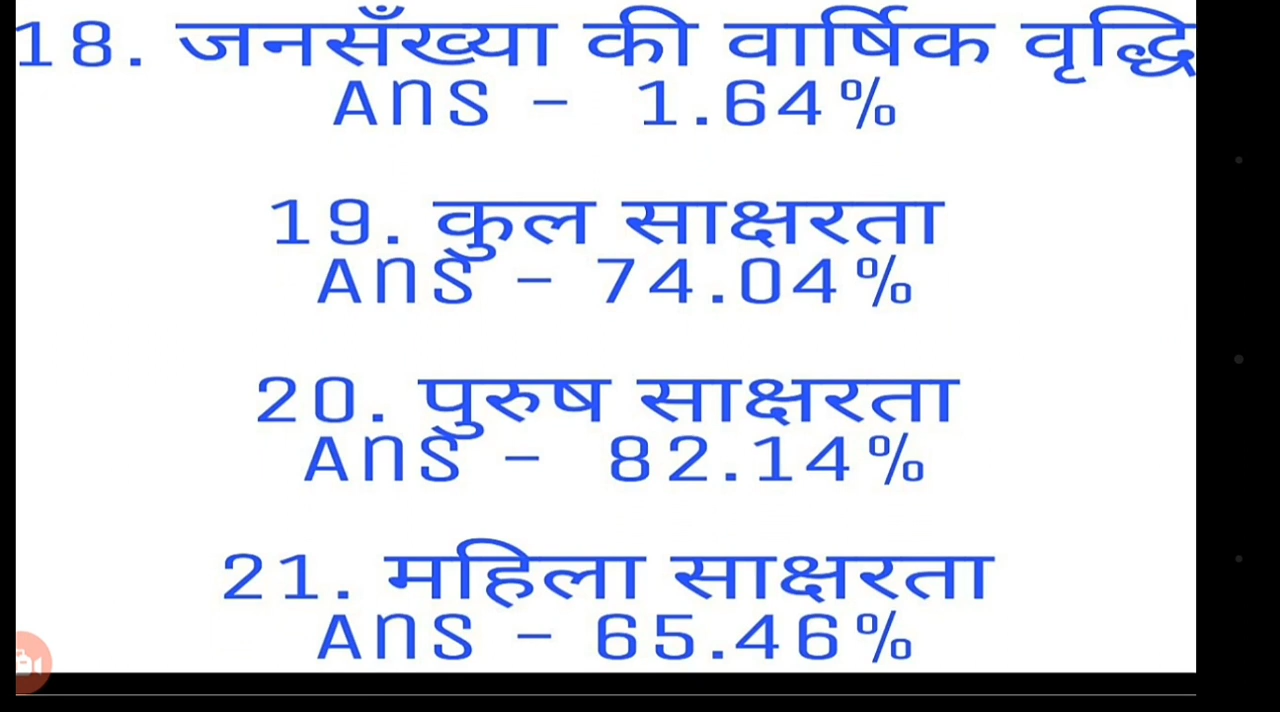 18. जनसँख्या की वार्षिक वृद्धि
Ans - 1.64%
19. कुल साक्षरता
Ans - 74.04%
20. पुरुष साक्षरता
Ans - 82.14%
21. महिला साक्षरता
Ans - 65.46%